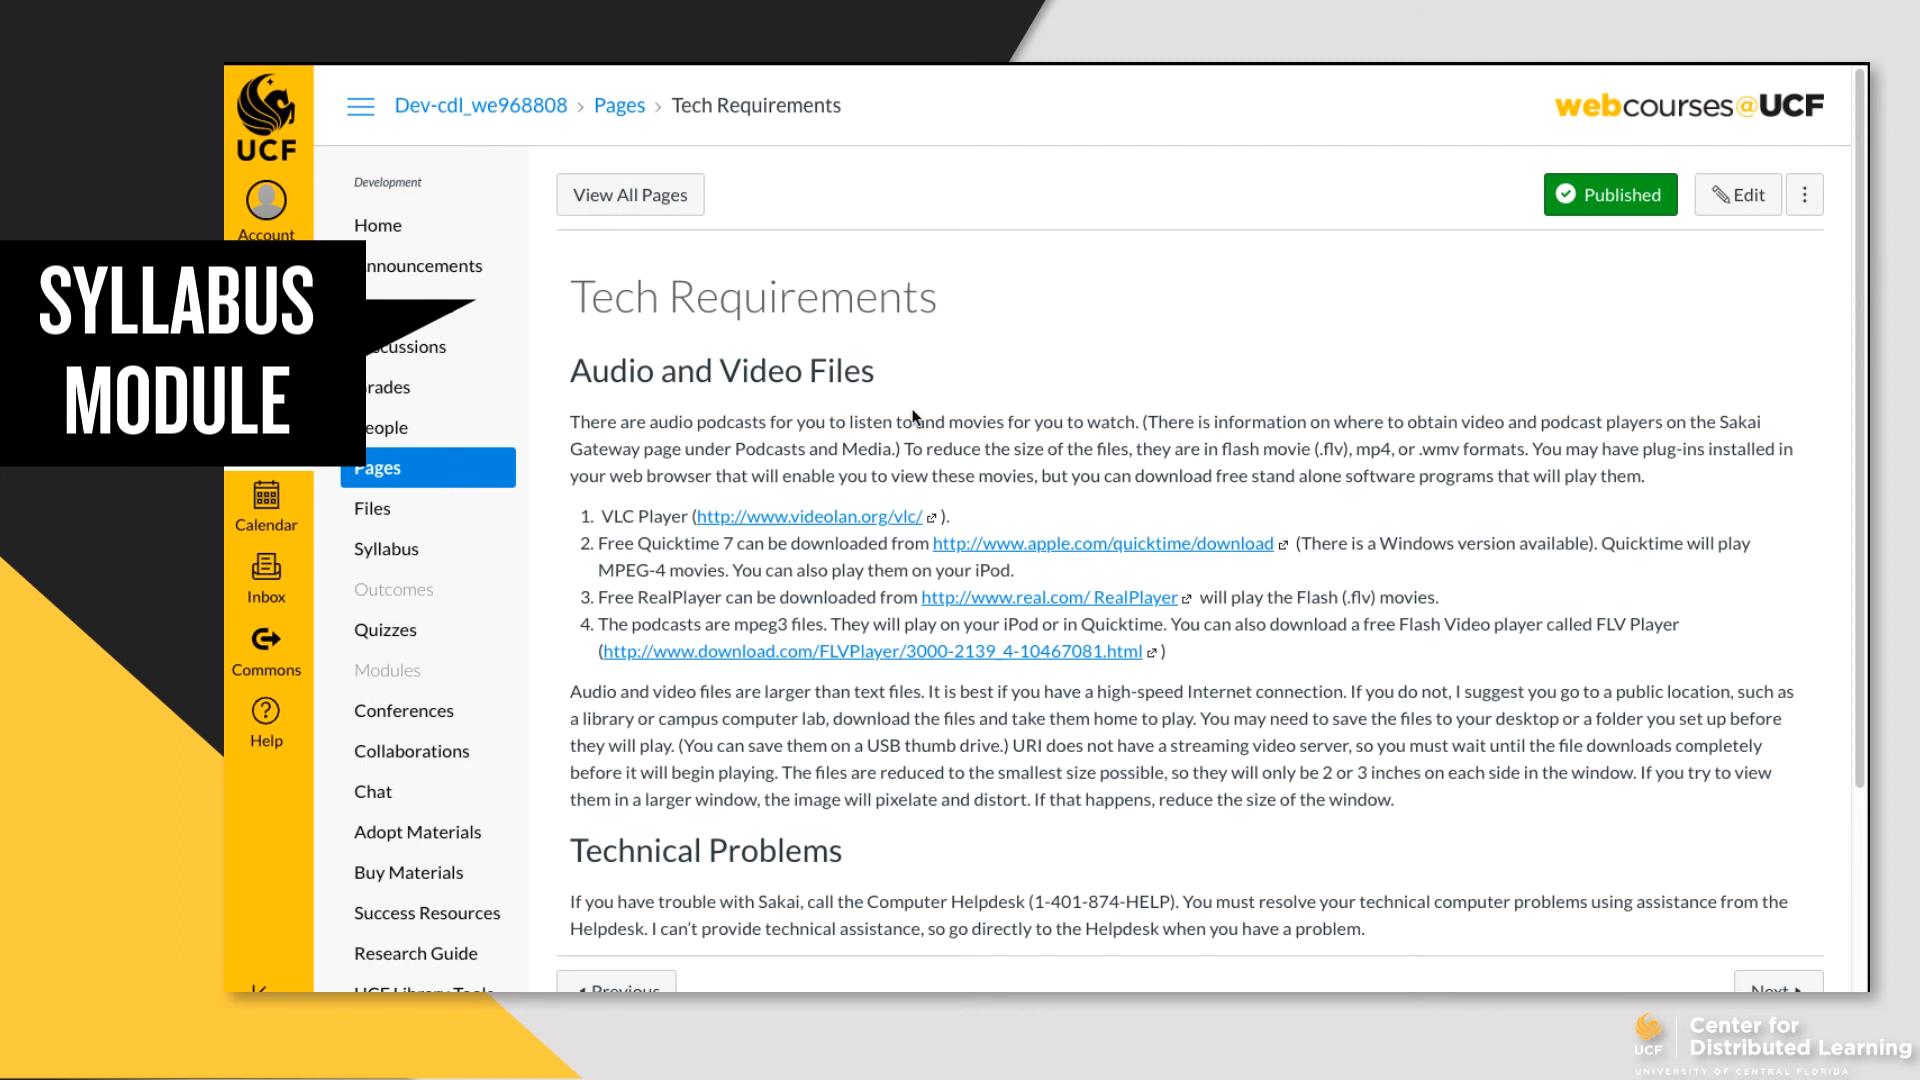 UCF
Account
Calendar
Inbox
Commons
Help
SYLLABUS
MODULE
Dev-cdl_we968808 › Pages › Tech Requirements
webcourses@UCF
Development
Home
nnouncements
cussions
rades
eople
Pages
Files
Syllabus
Outcomes
Quizzes
Modules
Conferences
Collaborations
Chat
Adopt Materials
Buy Materials
Success Resources
Research Guide
UCF Library Tools
View All Pages
Published
Edit
Tech Requirements
Audio and Video Files
There are audio podcasts for you to listen to and movies for you to watch. (There is information on where to obtain video and podcast players on the Sakai
Gateway page under Podcasts and Media.) To reduce the size of the files, they are in flash movie (.flv), mp4, or .wmv formats. You may have plug-ins installed in
your web browser that will enable you to view these movies, but you can download free stand alone software programs that will play them.
1. VLC Player (http://www.videolan.org/vlc/ ).
2. Free Quicktime 7 can be downloaded from http://www.apple.com/quicktime/download (There is a Windows version available). Quicktime will play
MPEG-4 movies. You can also play them on your iPod.
3. Free RealPlayer can be downloaded from http://www.real.com/ RealPlayer will play the Flash (.flv) movies.
4. The podcasts are mpeg3 files. They will play on your iPod or in Quicktime. You can also download a free Flash Video player called FLV Player
(http://www.download.com/FLVPlayer/3000-2139_4-10467081.html )
Audio and video files are larger than text files. It is best if you have a high-speed Internet connection. If you do not, I suggest you go to a public location, such as
a library or campus computer lab, download the files and take them home to play. You may need to save the files to your desktop or a folder you set up before
they will play. (You can save them on a USB thumb drive.) URI does not have a streaming video server, so you must wait until the file downloads completely
before it will begin playing. The files are reduced to the smallest size possible, so they will only be 2 or 3 inches on each side in the window. If you try to view
them in a larger window, the image will pixelate and distort. If that happens, reduce the size of the window.
Technical Problems
If you have trouble with Sakai, call the Computer Helpdesk (1-401-874-HELP). You must resolve your technical computer problems using assistance from the
Helpdesk. I can't provide technical assistance, so go directly to the Helpdesk when you have a problem.
Previous
Next
UCF
Center for
Distributed Learning
UNIVERSITY OF CENTRAL FLORIDA